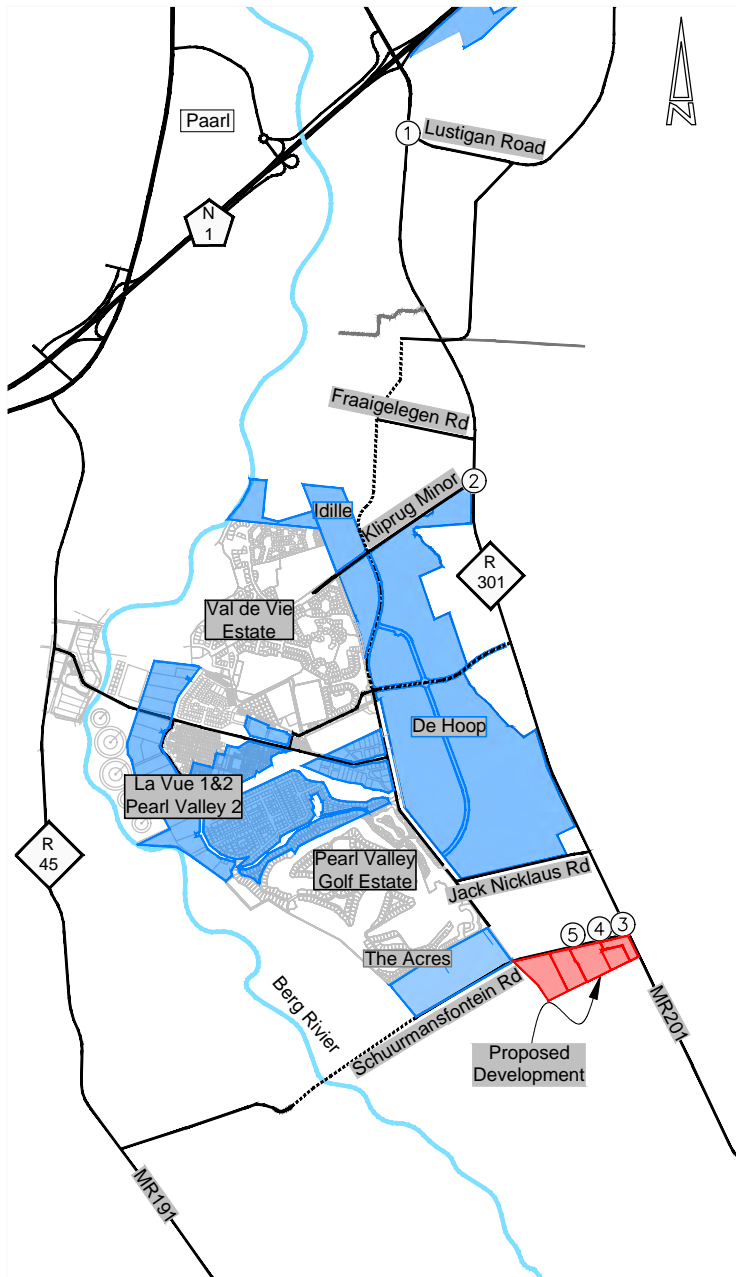 Paarl
1
Lustigan Road
N
1
N
Fraaigelegen Rd
2
Kliprug Minor
Idille
R
301
Val de Vie
Estate
De Hoop
La Vue 1&2
Pearl Valley 2
R
45
Pearl Valley
Golf Estate
Jack Nicklaus Rd
5
4
3
The Acres
Schuurmansfontein Rd
Berg Rivier
MR201
Proposed
Development
MR191